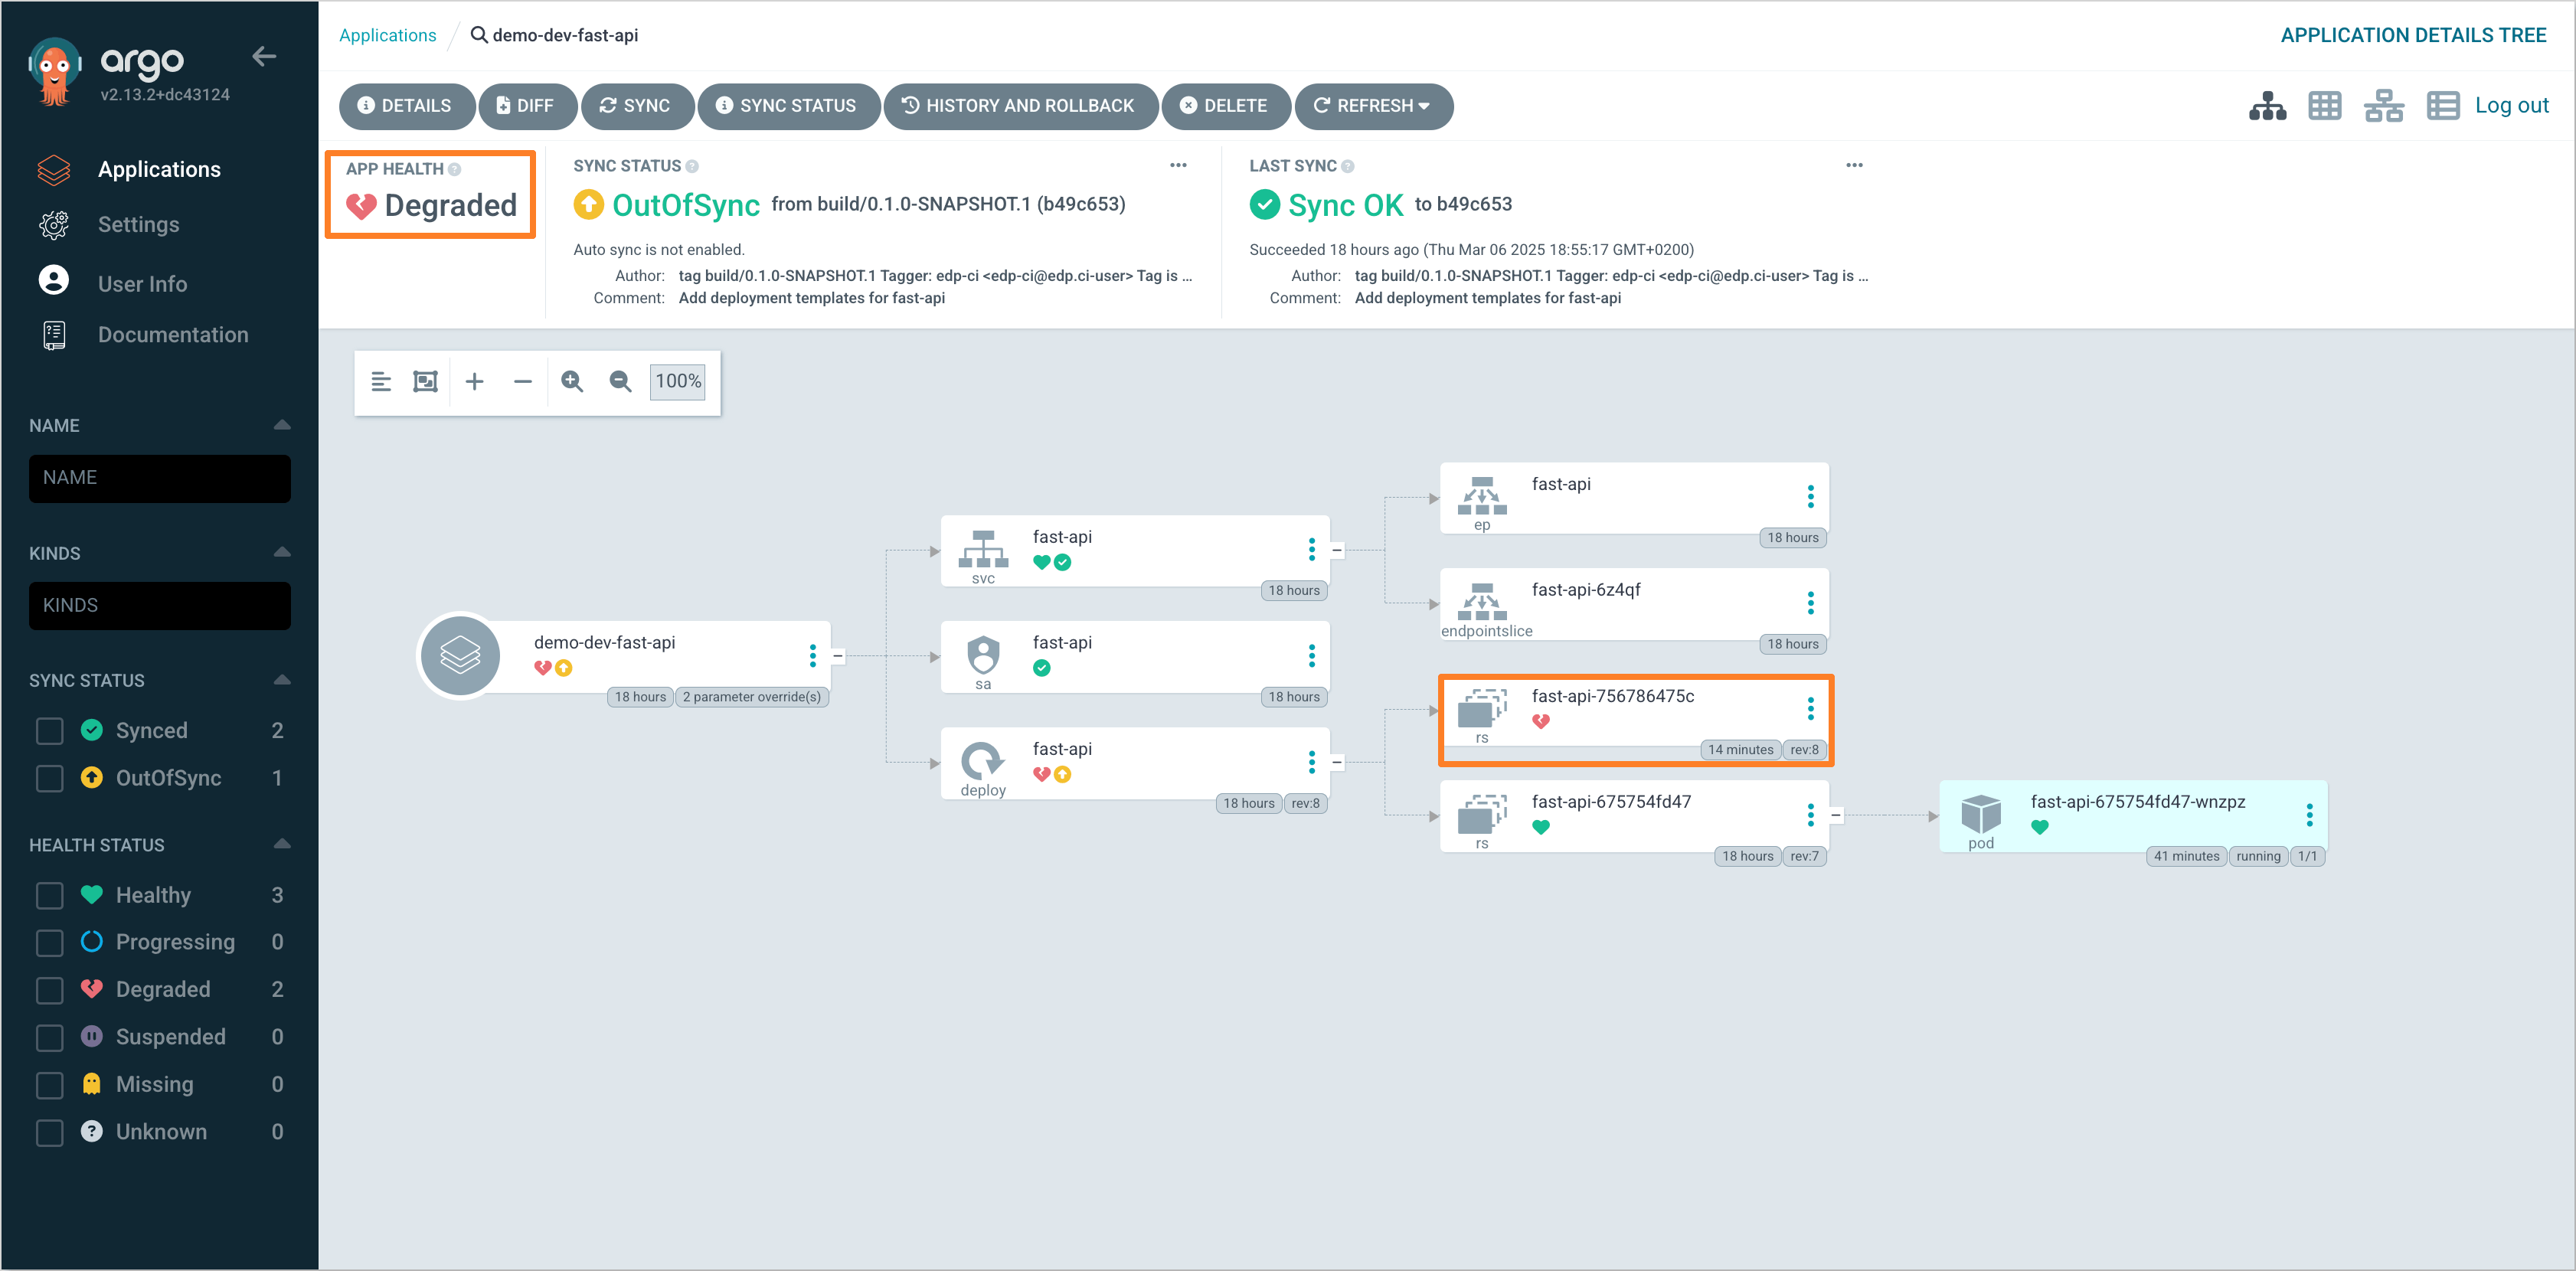 argo
v2.13.2+dc43124
Applications
Settings
User Info
Documentation
NAME
NAME
KINDS
KINDS
SYNC STATUS
Synced 2
OutOfSync 1
HEALTH STATUS
Healthy 3
Progressing 0
Degraded 2
Suspended 0
Missing 0
Unknown 0
Applications / demo-dev-fast-api
APPLICATION DETAILS TREE
DETAILS DIFF SYNC SYNC STATUS HISTORY AND ROLLBACK DELETE REFRESH
Log out
APP HEALTH
Degraded
SYNC STATUS
OutOfSync from build/0.1.0-SNAPSHOT.1 (b49c653)
Auto sync is not enabled.
Author: tag build/0.1.0-SNAPSHOT.1 Tagger: edp-ci <edp-ci@edp.ci-user> Tag is ...
Comment: Add deployment templates for fast-api
LAST SYNC
Sync OK to b49c653
Succeeded 18 hours ago (Thu Mar 06 2025 18:55:17 GMT+0200)
Author: tag build/0.1.0-SNAPSHOT.1 Tagger: edp-ci <edp-ci@edp.ci-user> Tag is ...
Comment: Add deployment templates for fast-api
100%
demo-dev-fast-api
18 hours 2 parameter override(s)
fast-api
svc
18 hours
fast-api
sa
18 hours
fast-api
deploy
18 hours rev:8
fast-api
ep
18 hours
fast-api-6z4qf
endpointslice
18 hours
fast-api-756786475c
rs
14 minutes rev:8
fast-api-675754fd47
rs
18 hours rev:7
fast-api-675754fd47-wnzpz
pod
41 minutes running 1/1